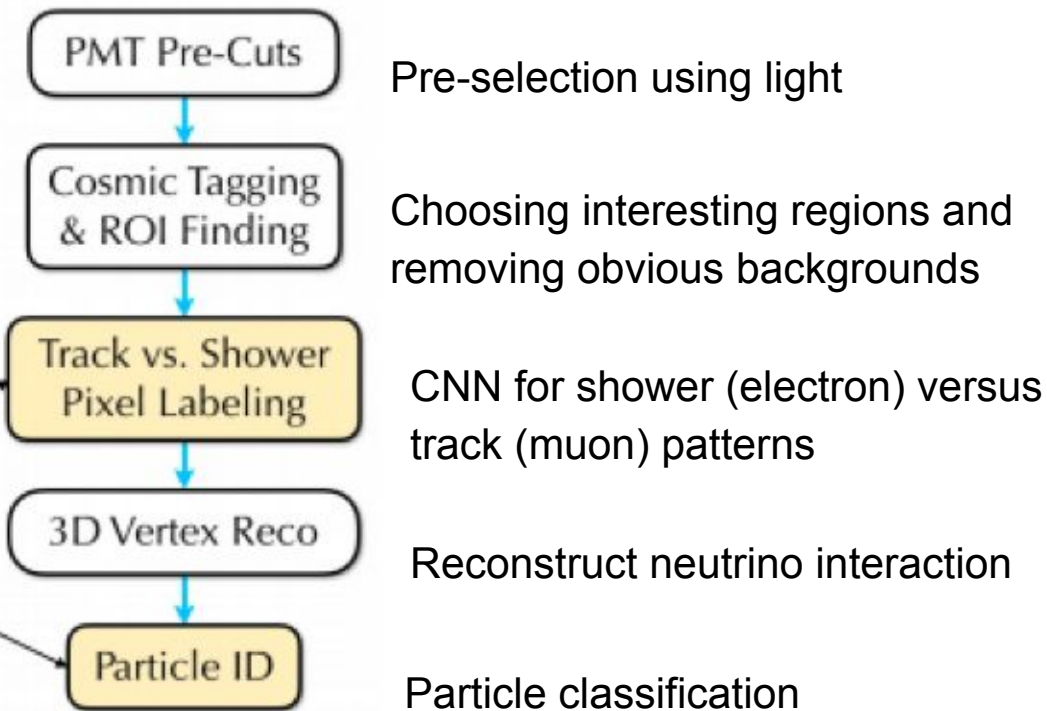 PMT Pre-Cuts
Pre-selection using light
Cosmic Tagging
& ROI Finding
Choosing interesting regions and
removing obvious backgrounds
Track vs. Shower
Pixel Labeling
CNN for shower (electron) versus
track (muon) patterns
3D Vertex Reco
Reconstruct neutrino interaction
Particle ID
Particle classification